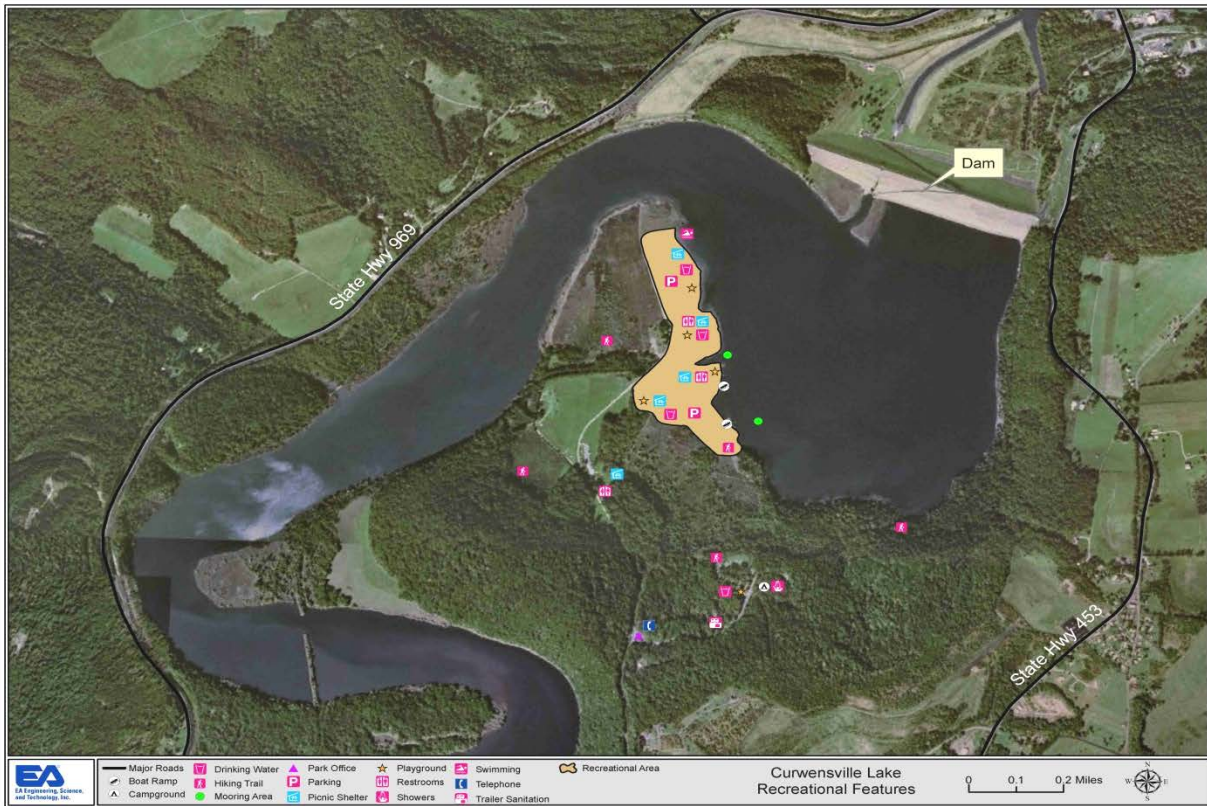 Dam
State Hwy 969
State Hwy 453
EA
EA Engineering, Science,
and Technology, Inc.
Major Roads
Boat Ramp
Campground
Drinking Water
Hiking Trail
Mooring Area
Park Office
Parking
Picnic Shelter
Playground
Restrooms
Showers
Swimming
Telephone
Trailer Sanitation
Recreational Area
Curwensville Lake
Recreational Features
0 0.1 0.2 Miles
N
W E
S
P
P
P